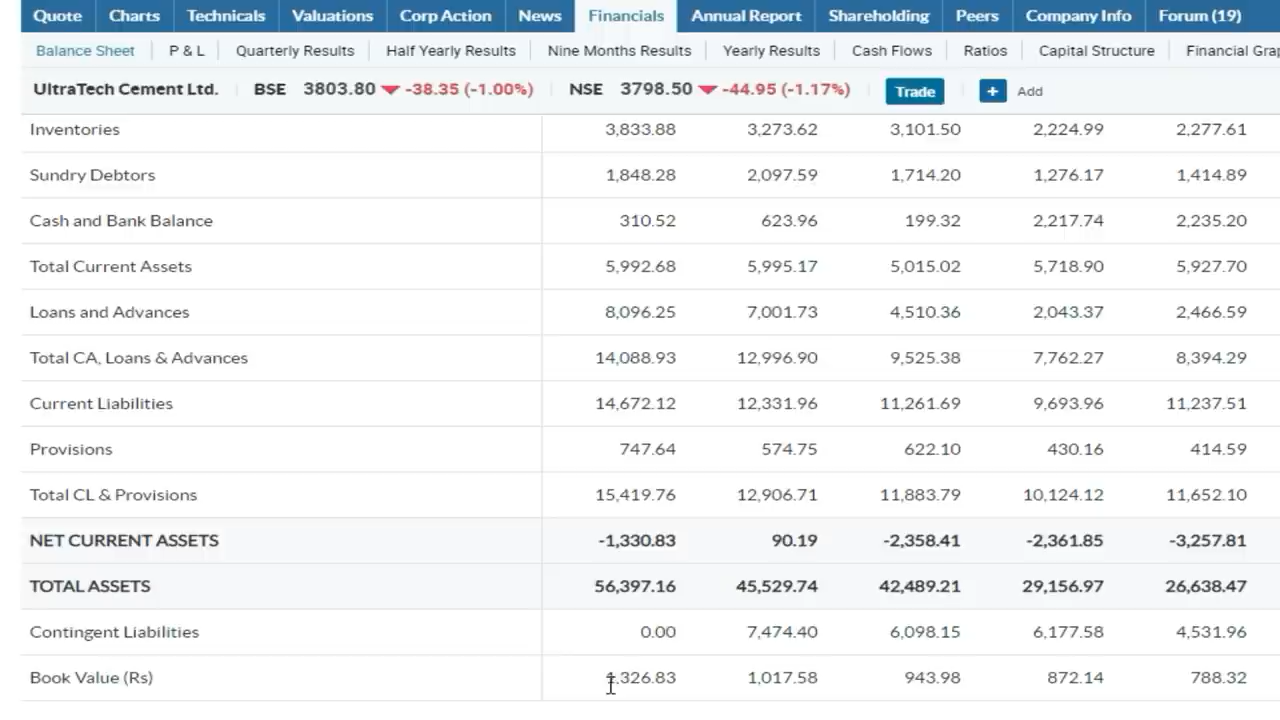 Quote Charts Technicals Valuations Corp Action News Financials Annual Report Shareholding Peers Company Info Forum (19)
Balance Sheet P & L Quarterly Results Half Yearly Results Nine Months Results Yearly Results Cash Flows Ratios Capital Structure Financial
UltraTech Cement Ltd. BSE 3803.80 -38.35 (-1.00%) NSE 3798.50 -44.95 (-1.17%) Trade + Add
Inventories 3,833.88 3,273.62 3,101.50 2,224.99 2,277.61
Sundry Debtors 1,848.28 2,097.59 1,714.20 1,276.17 1,414.89
Cash and Bank Balance 310.52 623.96 199.32 2,217.74 2,235.20
Total Current Assets 5,992.68 5,995.17 5,015.02 5,718.90 5,927.70
Loans and Advances 8,096.25 7,001.73 4,510.36 2,043.37 2,466.59
Total CA, Loans & Advances 14,088.93 12,996.90 9,525.38 7,762.27 8,394.29
Current Liabilities 14,672.12 12,331.96 11,261.69 9,693.96 11,237.51
Provisions 747.64 574.75 622.10 430.16 414.59
Total CL & Provisions 15,419.76 12,906.71 11,883.79 10,124.12 11,652.10
NET CURRENT ASSETS -1,330.83 90.19 -2,358.41 -2,361.85 -3,257.81
TOTAL ASSETS 56,397.16 45,529.74 42,489.21 29,156.97 26,638.47
Contingent Liabilities 0.00 7,474.40 6,098.15 6,177.58 4,531.96
Book Value (Rs) 1,326.83 1,017.58 943.98 872.14 788.32